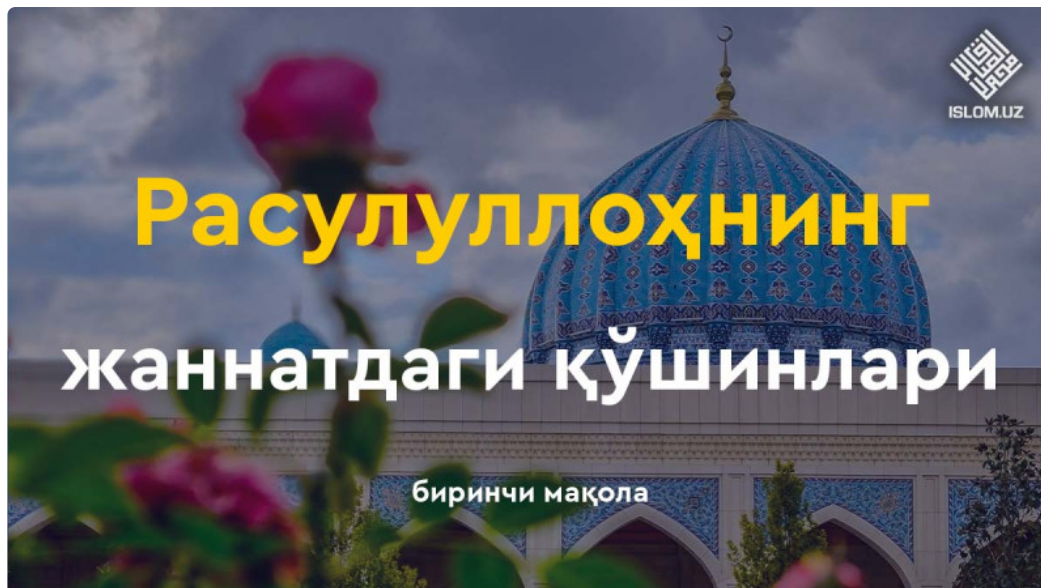 ISLOM.UZ
Расулуллоҳнинг
жаннатдаги қўшинлари
биринчи мақола